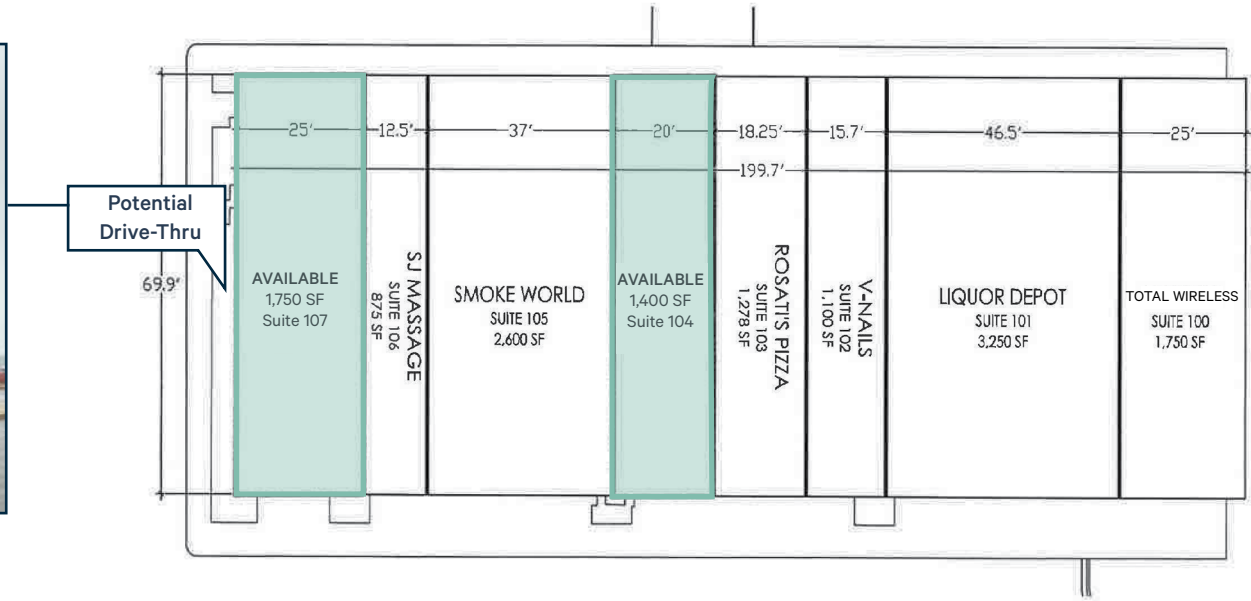 25'
12.5'
37'
20'
18.25'
15.7'
46.5'
25'
199.7'
69.9'
Potential
Drive-Thru
AVAILABLE
1,750 SF
Suite 107
SJ MASSAGE
SUITE 106
875 SF
SMOKE WORLD
SUITE 105
2,600 SF
AVAILABLE
1,400 SF
Suite 104
ROSATI'S PIZZA
SUITE 103
1,278 SF
V-NAILS
SUITE 102
1,100 SF
LIQUOR DEPOT
SUITE 101
3,250 SF
TOTAL WIRELESS
SUITE 100
1,750 SF